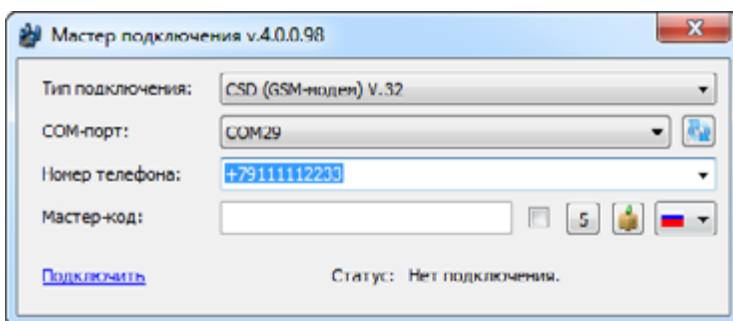 Мастер подключения v.4.0.0.98
Тип подключения: CSD (GSM-модем) V.32
COM-порт: COM29
Номер телефона: +79111112233
Мастер-код: 5
Подключить Статус: Нет подключения.